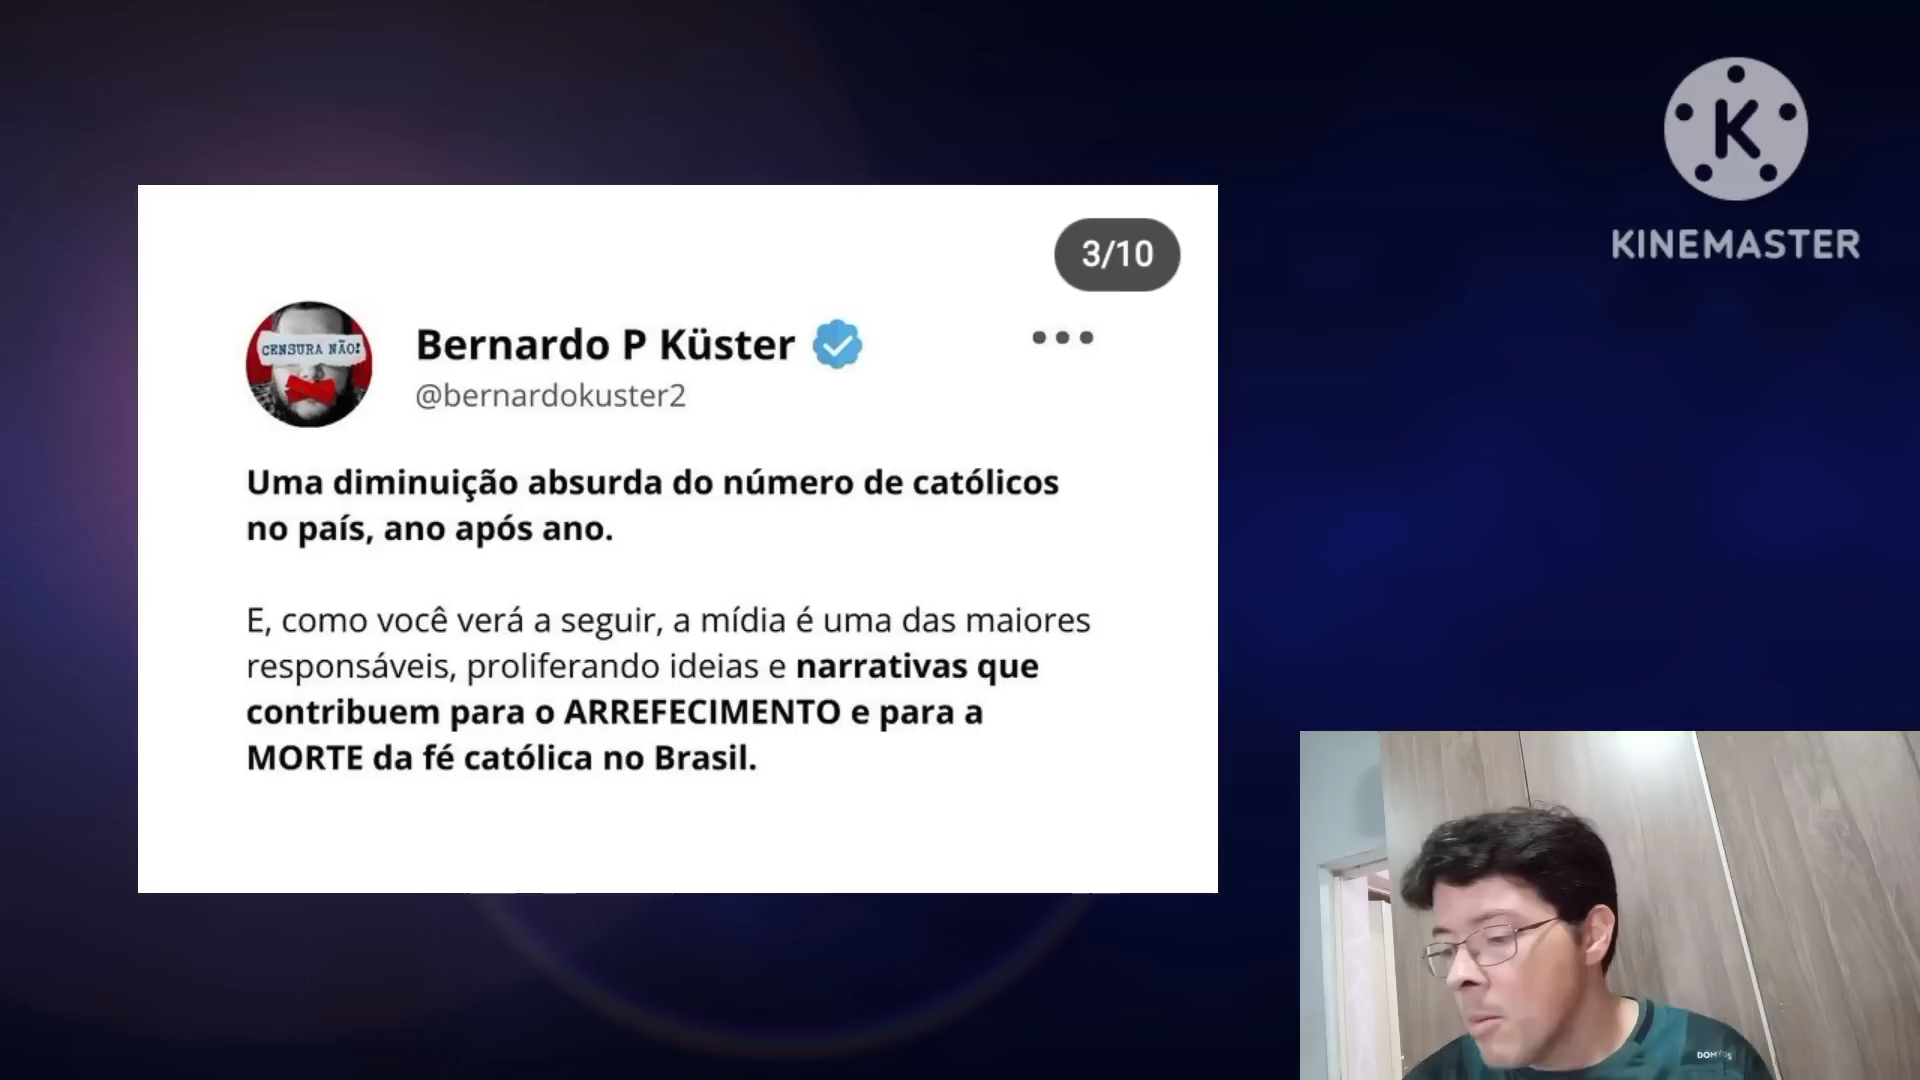 3/10
CENSURA NÃO!
Bernardo P Küster
@bernardokuster2
Uma diminuição absurda do número de católicos
no país, ano após ano.
E, como você verá a seguir, a mídia é uma das maiores
responsáveis, proliferando ideias e narrativas que
contribuem para o ARREFECIMENTO e para a
MORTE da fé católica no Brasil.
K
KINEMASTER
DOMYOS